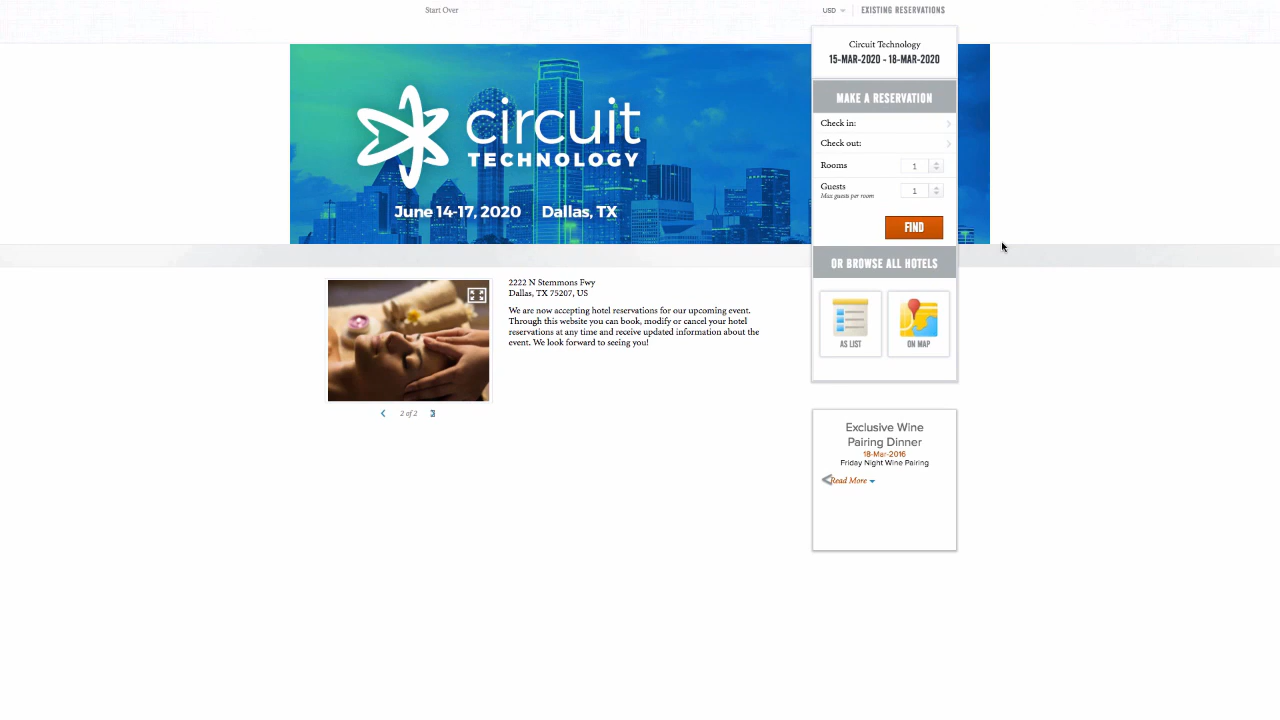 Start Over
USD
EXISTING RESERVATIONS
circuit
TECHNOLOGY
June 14-17, 2020 Dallas, TX
Circuit Technology
15-MAR-2020 - 18-MAR-2020
MAKE A RESERVATION
Check in:
Check out:
Rooms 1
Guests 1
Max guests per room
FIND
OR BROWSE ALL HOTELS
AS LIST
ON MAP
2222 N Stemmons Fwy
Dallas, TX 75207, US
We are now accepting hotel reservations for our upcoming event.
Through this website you can book, modify or cancel your hotel
reservations at any time and receive updated information about the
event. We look forward to seeing you!
2 of 2
Exclusive Wine
Pairing Dinner
18-Mar-2016
Friday Night Wine Pairing
Read More